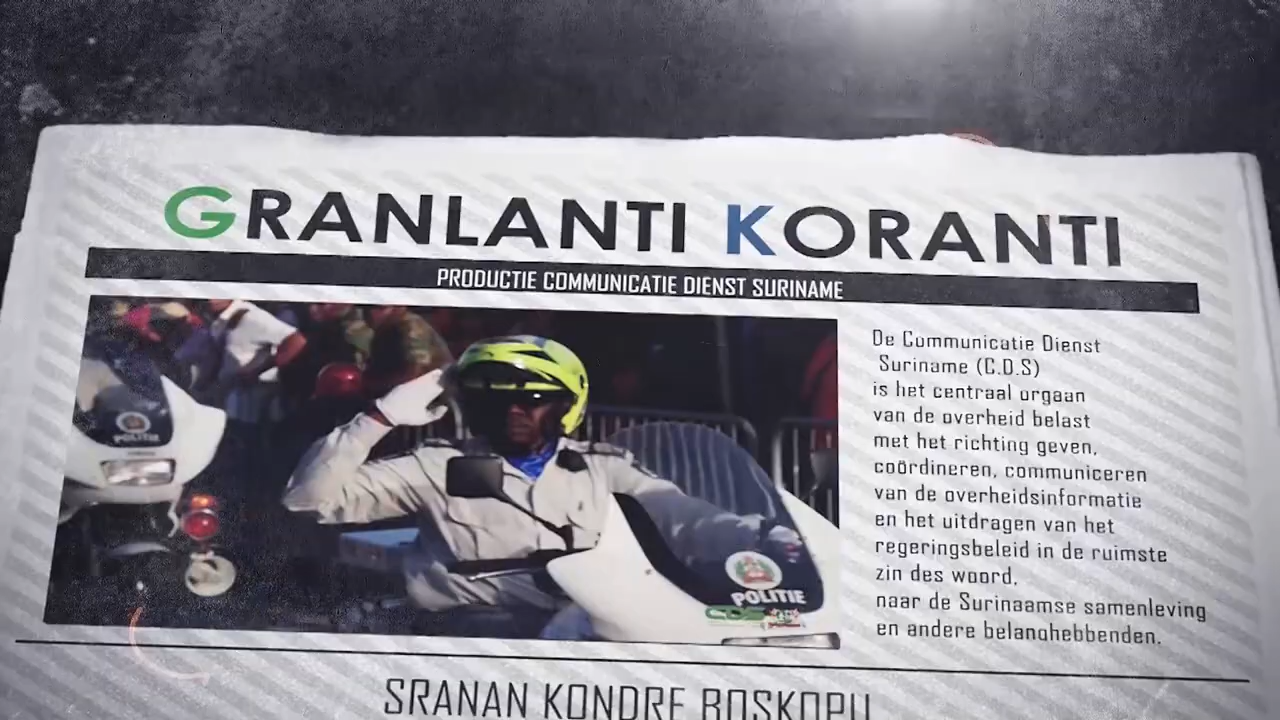 GRANLANTI KORANTI
PRODUCTIE COMMUNICATIE DIENST SURINAME
De Communicatie Dienst
Suriname (C.D.S)
is het centraal orgaan
van de overheid belast
met het richting geven,
coördineren, communiceren
van de overheidsinformatie
en het uitdragen van het
regeringsbeleid in de ruimste
zin des woord,
naar de Surinaamse samenleving
en andere belanghebbenden.
POLITIE
POLITIE
CDS
SRANAN KONDRE BOSKOPU